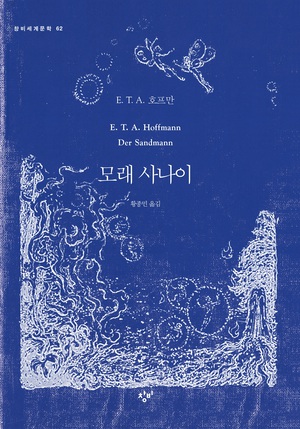 창비세계문학 62
E. T. A. 호프만
E. T. A. Hoffmann
Der Sandmann
모래 사나이
황종민 옮김
창비